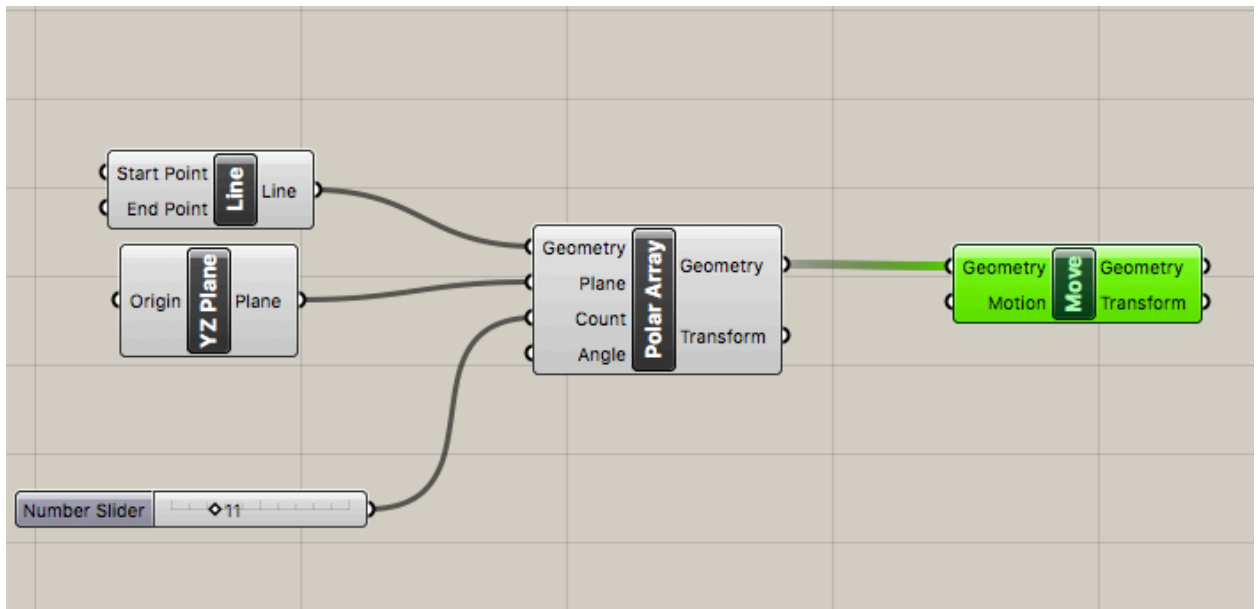 Start Point
End Point
Line
Line
Origin
YZ Plane
Plane
Number Slider
11
Geometry
Plane
Count
Angle
Polar Array
Geometry
Transform
Geometry
Motion
Move
Geometry
Transform